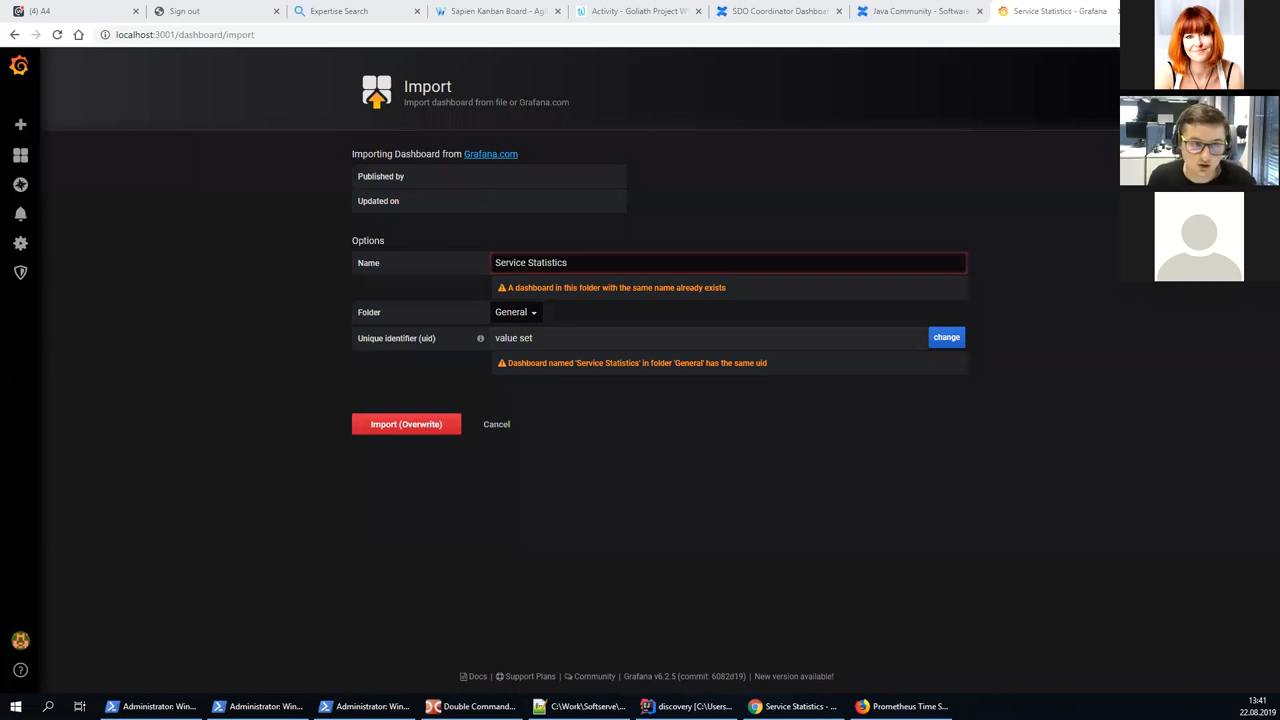 (4) A4
Sign out
Expertise Search
Sapien Kanban Board - Agil
Activity - Goliath Project W
SDO Coordinator Dashboa
Java Community - Software
Service Statistics - Grafana
localhost:3001/dashboard/import
Import
Import dashboard from file or Grafana.com
Importing Dashboard from Grafana.com
Published by
Updated on
Options
Name
Service Statistics
A dashboard in this folder with the same name already exists
Folder
General
Unique identifier (uid)
value set
change
Dashboard named 'Service Statistics' in folder 'General' has the same uid
Import (Overwrite)
Cancel
Docs | Support Plans | Community | Grafana v6.2.5 (commit: 6082d19) | New version available!
Administrator: Win...
Administrator: Win...
Administrator: Win...
Double Command...
C:\Work\Softserve\...
discovery [C:\Users...
Service Statistics - ...
Prometheus Time S...
13:41
22.08.2019